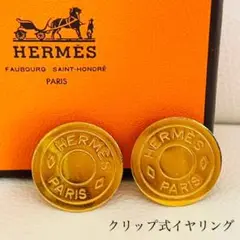 HERMÈS
FAUBOURG SAINT-HONORÉ
PARIS
HERMES
PARIS
HERMES
PARIS
クリップ式イヤリング